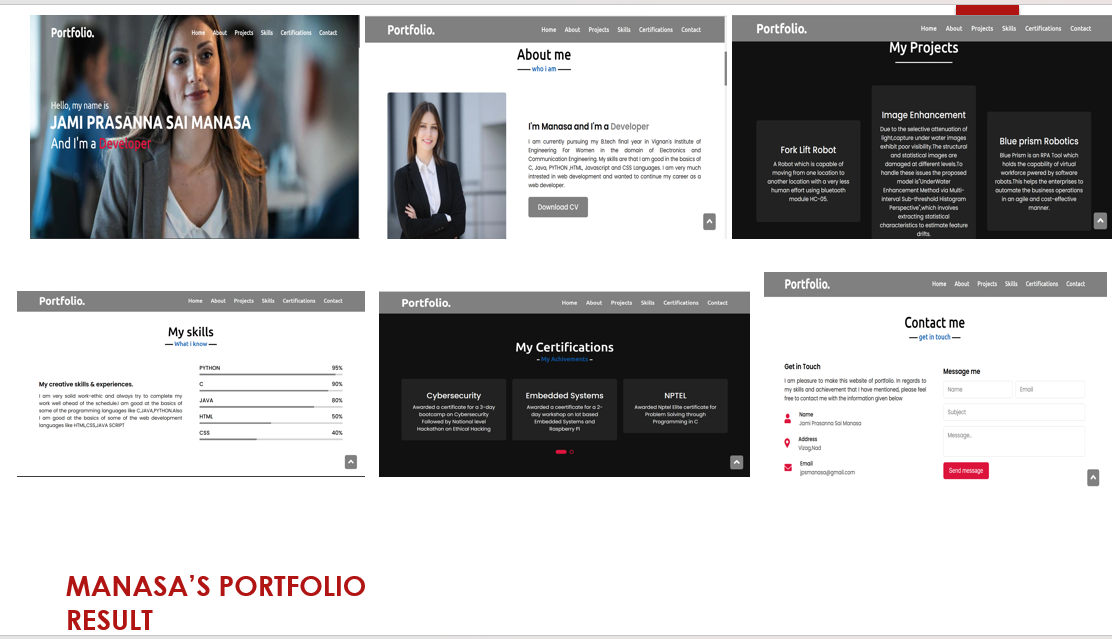 Portfolio.
Home About Projects Skills Certifications Contact
Hello, my name is
JAMI PRASANNA SAI MANASA
And I'm a Developer
Portfolio.
Home About Projects Skills Certifications Contact
About me
who i am
I'm Manasa and I'm a Developer
I am currently pursuing my B.tech final year in Vignan's Institute of
Engineering For Women in the domain of Electronics and
Communication Engineering. My skills are that I am good in the basics of
C, Java, PYTHON ,HTML, Javascript and CSS Languages. I am very much
intrested in web development and wanted to continue my career as a
web developer.
Download CV
Portfolio.
Home About Projects Skills Certifications Contact
My Projects
Fork Lift Robot
A Robot which is capable of
moving from one location to
another location with a very less
human effort using bluetooth
module HC-05.
Image Enhancement
Due to the selective attenuation of
light,capture under water images
exhibit poor visibility.The structural
and statistical images are
damaged at different levels.To
handle these issues the proposed
model is"UnderWater
Enhancement Method via Multi-
interval Sub-threshold Histogram
Perspective",which involves
extracting statistical
characteristics to estimate feature
drifts.
Blue prism Robotics
Blue Prism is an RPA Tool which
holds the capability of virtual
workforce pwered by software
robots.This helps the enterprises to
automate the business operations
in an agile and cost-effective
manner.
Portfolio.
Home About Projects Skills Certifications Contact
My skills
What i know
My creative skills & experiences.
I am very solid work-ethic and always try to complete my
work well ahead of the schedule.I am good at the basics of
some of the programming languages like C,JAVA,PYTHON.Also
I am good at the basics of some of the web development
languages like HTML,CSS,JAVA SCRIPT
PYTHON 95%
C 90%
JAVA 80%
HTML 50%
CSS 40%
Portfolio.
Home About Projects Skills Certifications Contact
My Certifications
My Achivements
Cybersecurity
Awarded a certificate for a 3-day
bootcamp on Cybersecurity
Followed by National level
Hackathon on Ethical Hacking
Embedded Systems
Awarded a ceertificate for a 2-
day workshop on Iot based
Embedded Systems and
Raspberry Pi
NPTEL
Awarded Nptel Elite certificate for
Problem Solving through
Programming in C
Portfolio.
Home About Projects Skills Certifications Contact
Contact me
get in touch
Get in Touch
I am pleasure to make this website of portfolio. In regards to
my skills and achievement that I have mentioned, please feel
free to contact me with the information given below
Name
Jami Prasanna Sai Manasa
Address
Vizag,Nad
Email
jpsmanasa@gmail.com
Message me
Name Email
Subject
Message..
Send message
MANASA'S PORTFOLIO
RESULT